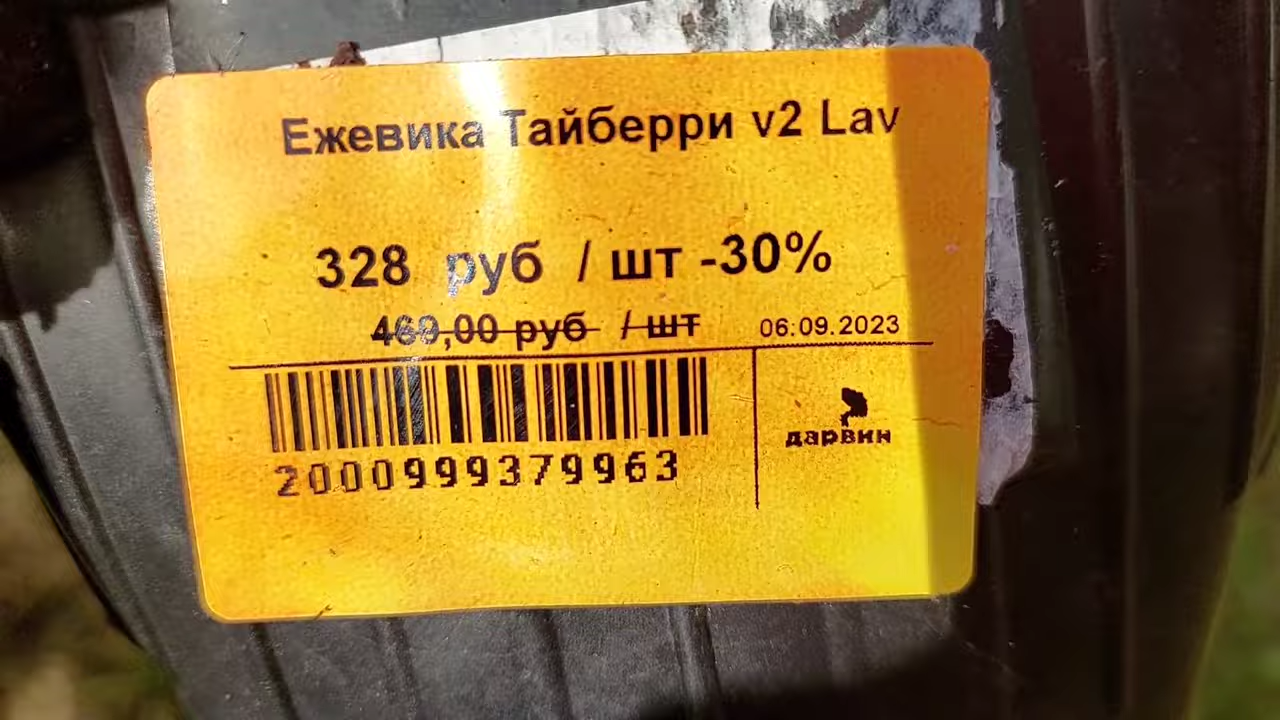 Ежевика Тайберри v2 Lav
328 руб / шт -30%
469,00 руб / шт
06.09.2023
2000999379963
дарвин